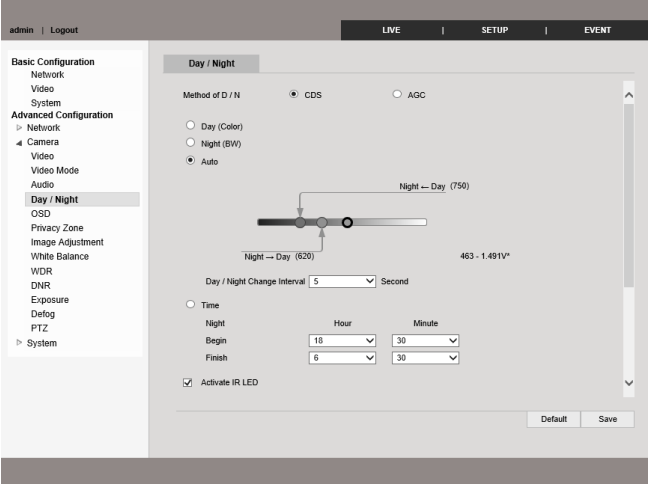 admin | Logout
LIVE | SETUP | EVENT
Basic Configuration
Network
Video
System
Advanced Configuration
Network
Camera
Video
Video Mode
Audio
Day / Night
OSD
Privacy Zone
Image Adjustment
White Balance
WDR
DNR
Exposure
Defog
PTZ
System
Day / Night
Method of D / N CDS AGC
Day (Color)
Night (BW)
Auto
Night ← Day (750)
Night → Day (620) 463 - 1.491V*
Day / Night Change Interval 5 Second
Time
Night Hour Minute
Begin 18 30
Finish 6 30
Activate IR LED
Default Save